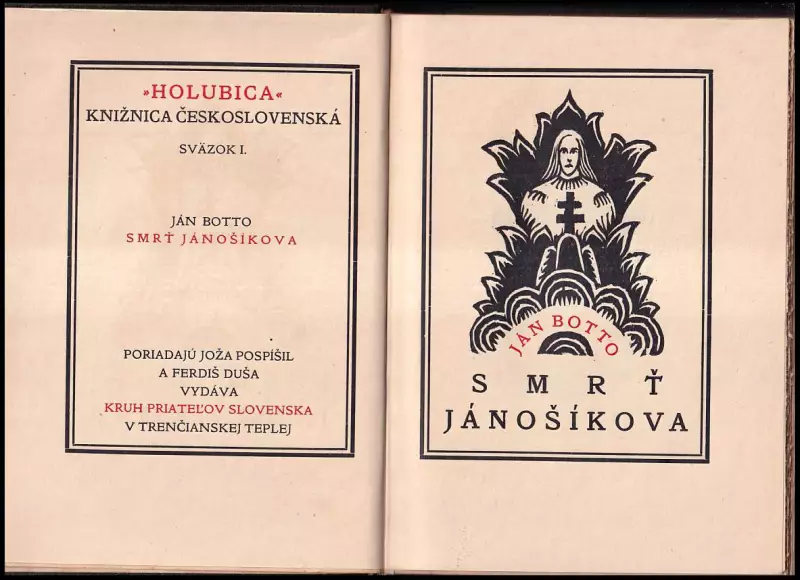 »HOLUBICA«
KNIŽNICA ČESKOSLOVENSKÁ
SVÄZOK I.
JÁN BOTTO
SMRŤ JÁNOŠÍKOVA
PORIADAJÚ JOŽA POSPÍŠIL
A FERDIŠ DUŠA
VYDÁVA
KRUH PRIATEĽOV SLOVENSKA
V TRENČIANSKEJ TEPLEJ
JÁN BOTTO
SMRŤ
JÁNOŠÍKOVA